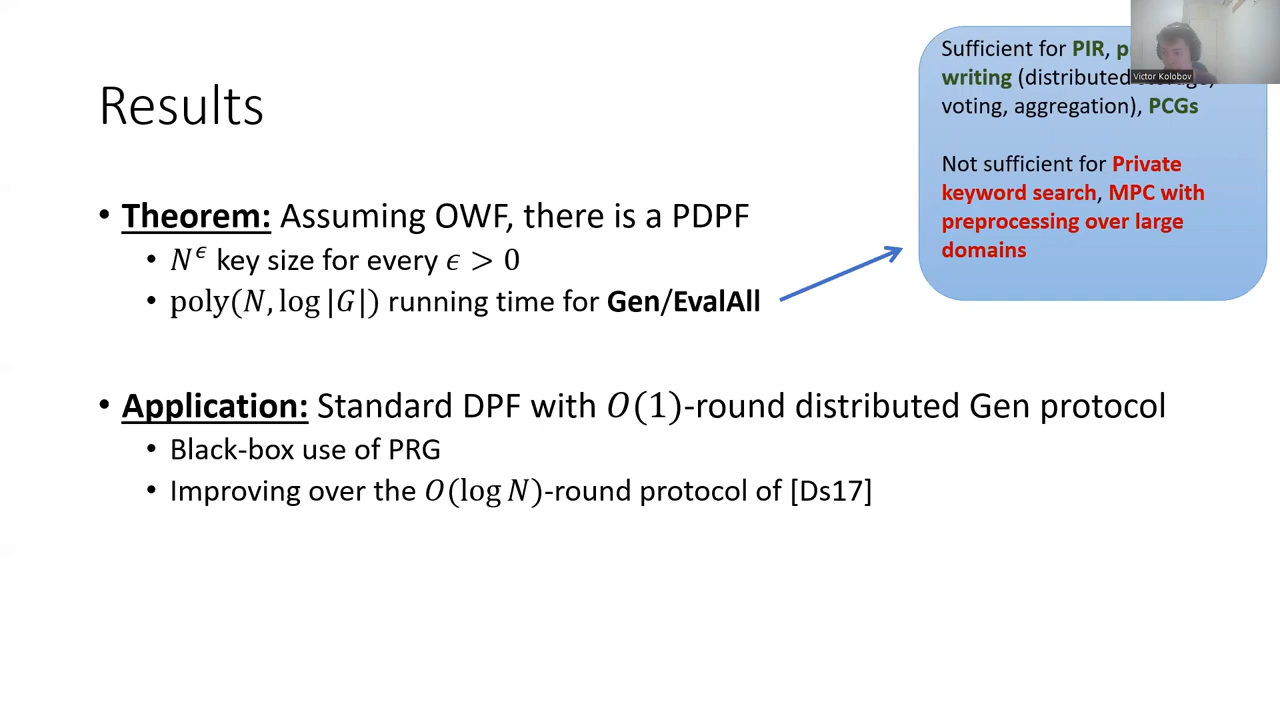 Results
• Theorem: Assuming OWF, there is a PDPF
• N^ϵ key size for every ϵ > 0
• poly(N, log |G|) running time for Gen/EvalAll
• Application: Standard DPF with O(1)-round distributed Gen protocol
• Black-box use of PRG
• Improving over the O(log N)-round protocol of [Ds17]
Sufficient for PIR,
writing (distributed
voting, aggregation), PCGs
Not sufficient for Private
keyword search, MPC with
preprocessing over large
domains
Victor Kolobov